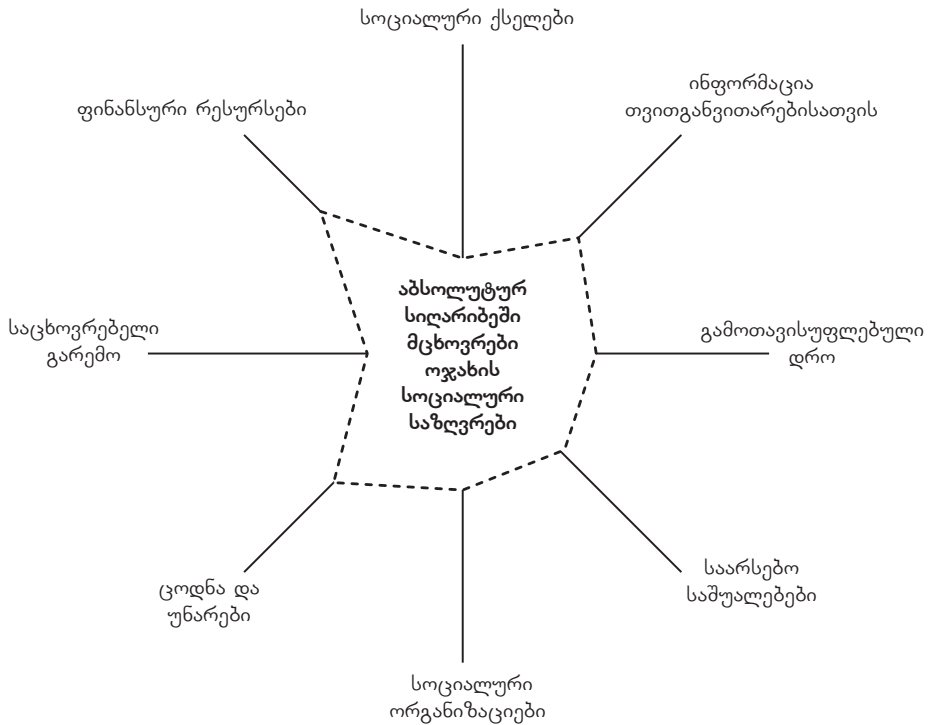 სოციალური ქსელები
ინფორმაცია
თვითგანვითარებისათვის
ფინანსური რესურსები
აბსოლუტურ
სიღარიბეში
მცხოვრები
ოჯახის
სოციალური
საზღვრები
საცხოვრებელი
გარემო
გამოთავისუფლებული
დრო
საარსებო
საშუალებები
ცოდნა და
უნარები
სოციალური
ორგანიზაციები